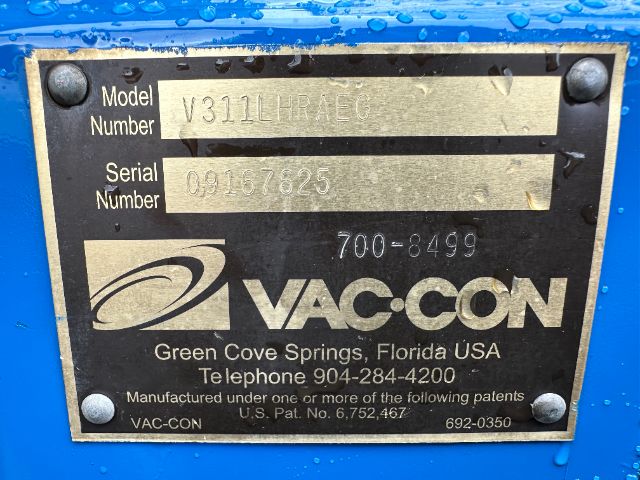 Model Number V311LHRAEG
Serial Number 09167825
700-8499
VAC·CON
Green Cove Springs, Florida USA
Telephone 904-284-4200
Manufactured under one or more of the following patents
U.S. Pat. No. 6,752,467
VAC-CON 692-0350